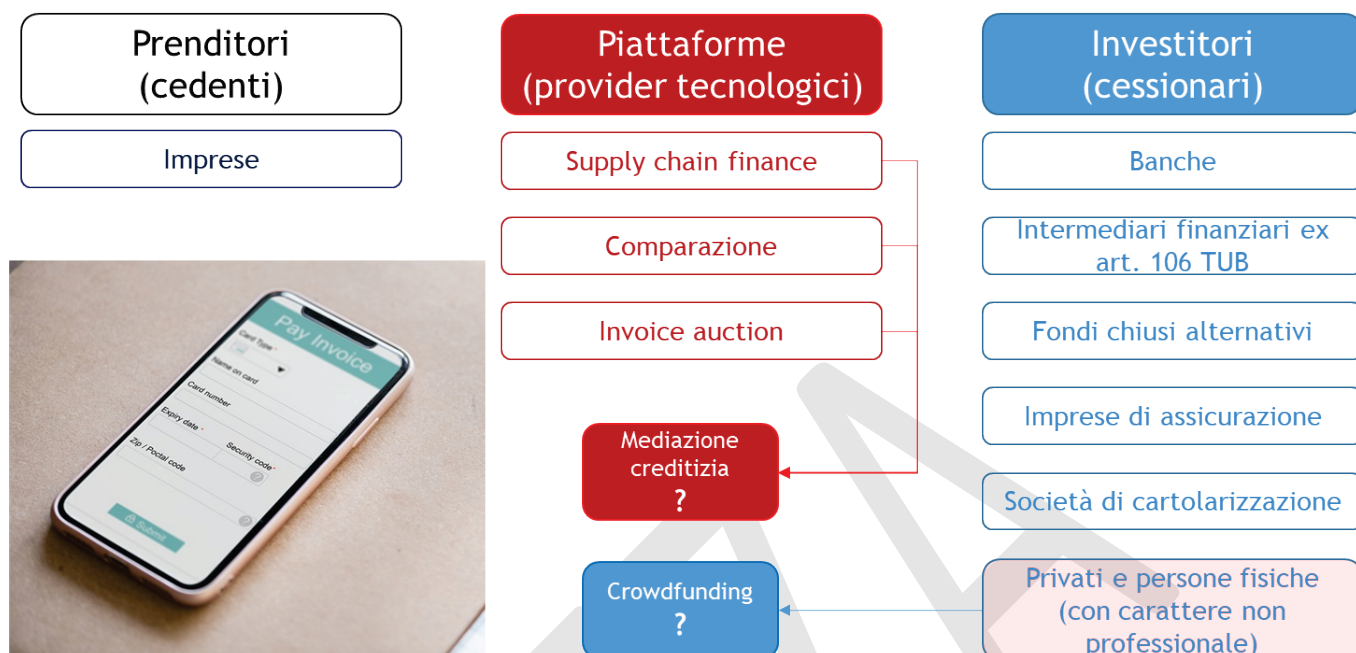 Prenditori
(cedenti)
Imprese
Pay Invoice
Card Type *
Name on card
Card number
Expiry date *
Security code *
Zip / Poctal code
Submit
Piattaforme
(provider tecnologici)
Supply chain finance
Comparazione
Invoice auction
Mediazione
creditizia
?
Crowdfunding
?
Investitori
(cessionari)
Banche
Intermediari finanziari ex
art. 106 TUB
Fondi chiusi alternativi
Imprese di assicurazione
Società di cartolarizzazione
Privati e persone fisiche
(con carattere non
professionale)